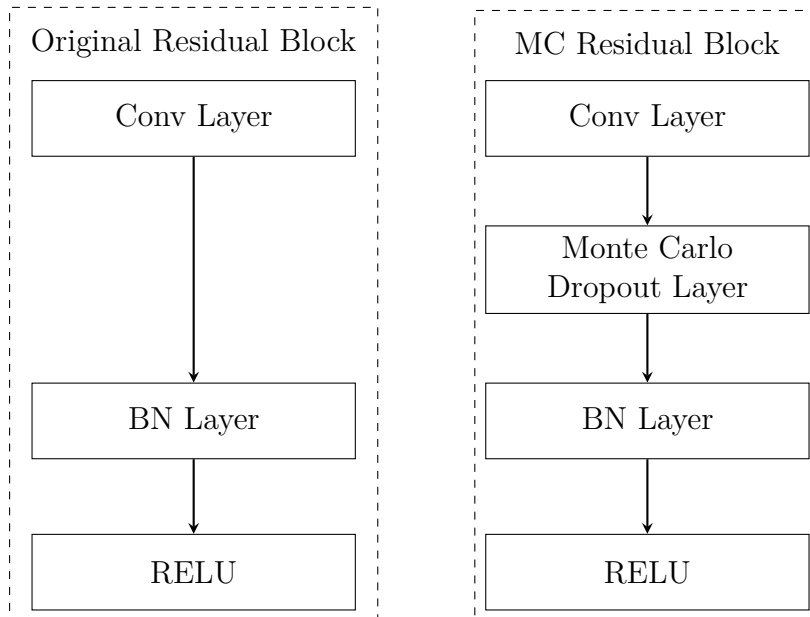 Original Residual Block
Conv Layer
BN Layer
RELU
MC Residual Block
Conv Layer
Monte Carlo
Dropout Layer
BN Layer
RELU